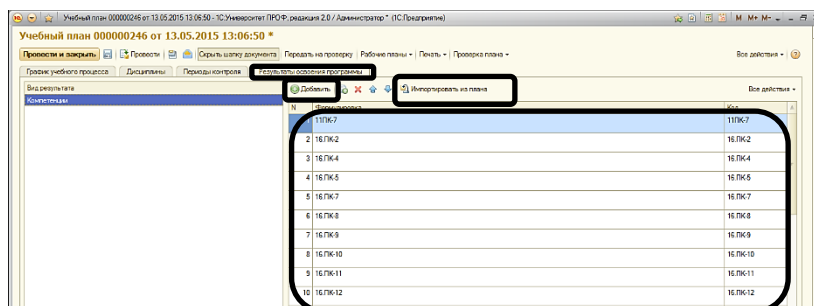 Учебный план 000000246 от 13.05.2015 13:06:50 - 1С:Университет ПРОФ, редакция 2.0 / Администратор * (1С:Предприятие)
M M+ M-
Учебный план 000000246 от 13.05.2015 13:06:50 *
Провести и закрыть Провести Скрыть шапку документа Передать на проверку Рабочие планы Печать Проверка плана Все действия
График учебного процесса Дисциплины Периоды контроля Результаты освоения программы
Вид результата Добавить Импортировать из плана Все действия
Компетенции
N Формулировка Код
11ПК-7 11ПК-7
2 16.ПК-2 16.ПК-2
3 16.ПК-4 16.ПК-4
4 16.ПК-5 16.ПК-5
5 16.ПК-7 16.ПК-7
6 16.ПК-8 16.ПК-8
7 16.ПК-9 16.ПК-9
8 16.ПК-10 16.ПК-10
9 16.ПК-11 16.ПК-11
10 16.ПК-12 16.ПК-12